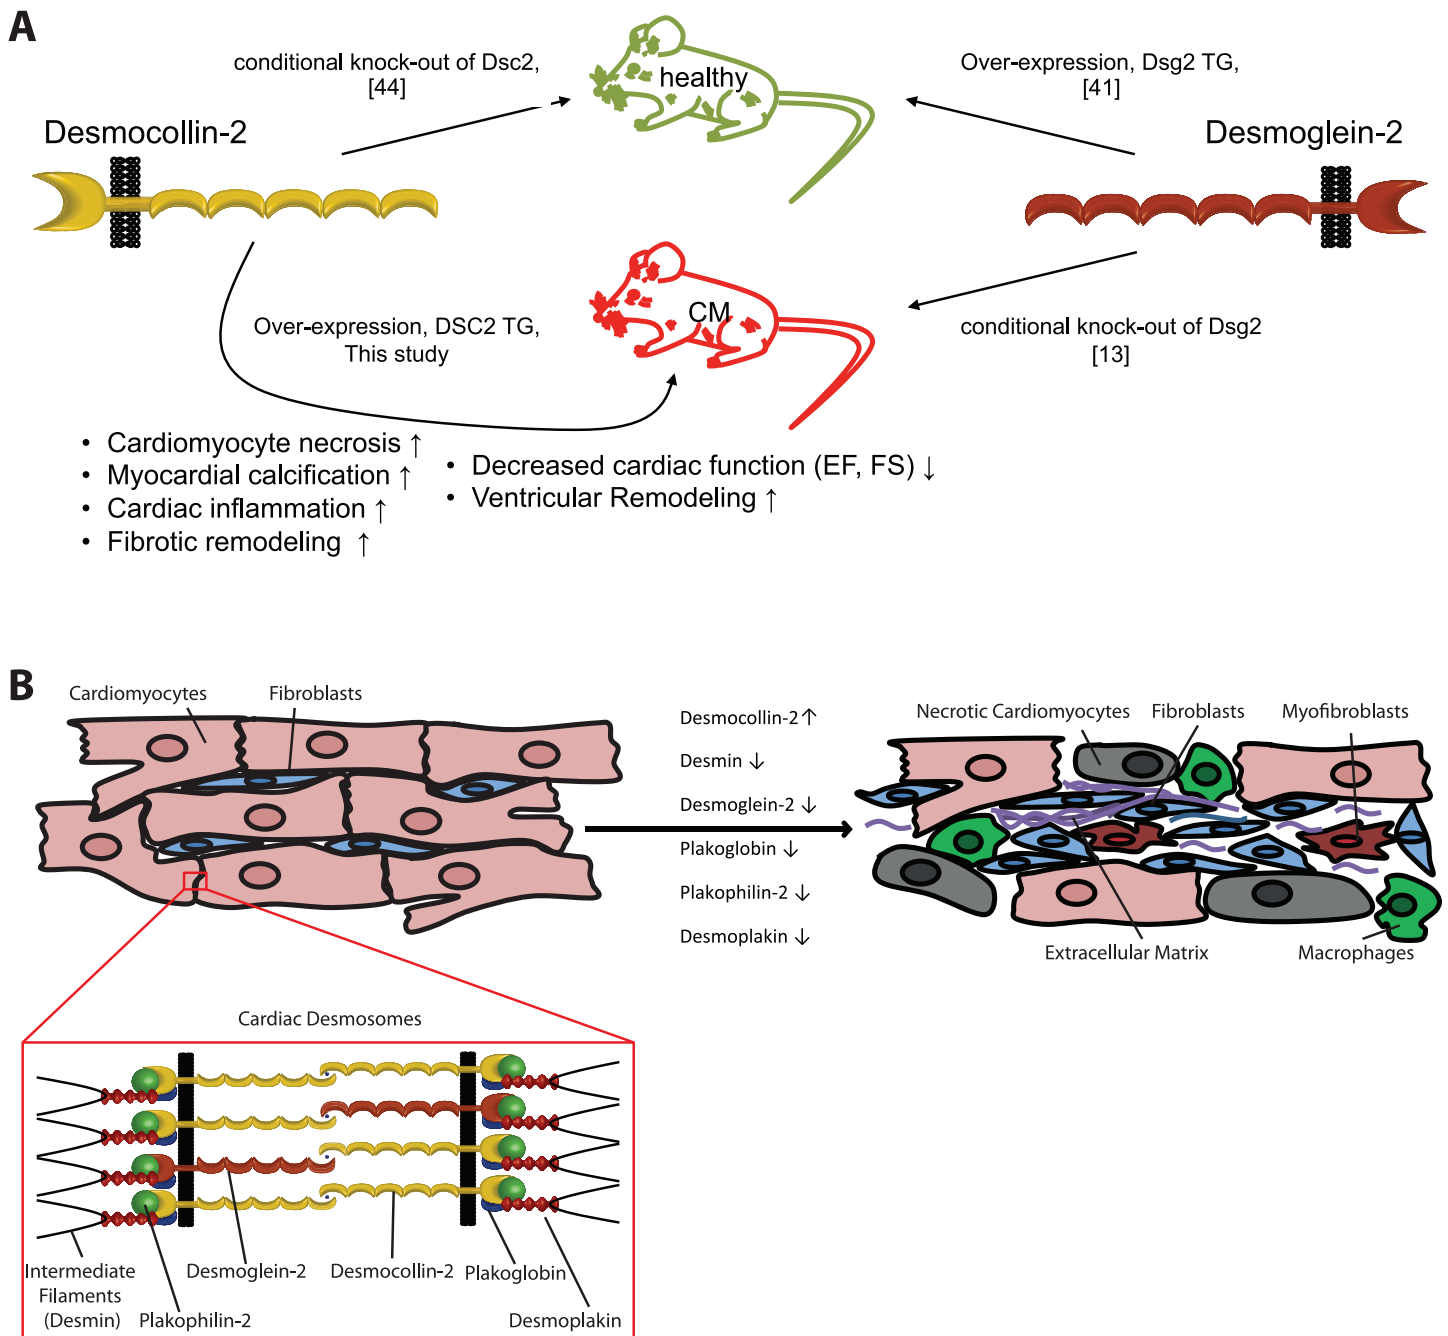 A
conditional knock-out of Dsc2,
[44]
healthy
Over-expression, Dsg2 TG,
[41]
Desmocollin-2
Desmoglein-2
CM
Over-expression, DSC2 TG,
This study
conditional knock-out of Dsg2
[13]
• Cardiomyocyte necrosis ↑
• Myocardial calcification ↑
• Cardiac inflammation ↑
• Fibrotic remodeling ↑
• Decreased cardiac function (EF, FS) ↓
• Ventricular Remodeling ↑
B
Cardiomyocytes
Fibroblasts
Desmocollin-2 ↑
Desmin ↓
Desmoglein-2 ↓
Plakoglobin ↓
Plakophilin-2 ↓
Desmoplakin ↓
Necrotic Cardiomyocytes
Fibroblasts
Myofibroblasts
Extracellular Matrix
Macrophages
Cardiac Desmosomes
Intermediate
Filaments
(Desmin)
Plakophilin-2
Desmoglein-2
Desmocollin-2
Plakoglobin
Desmoplakin